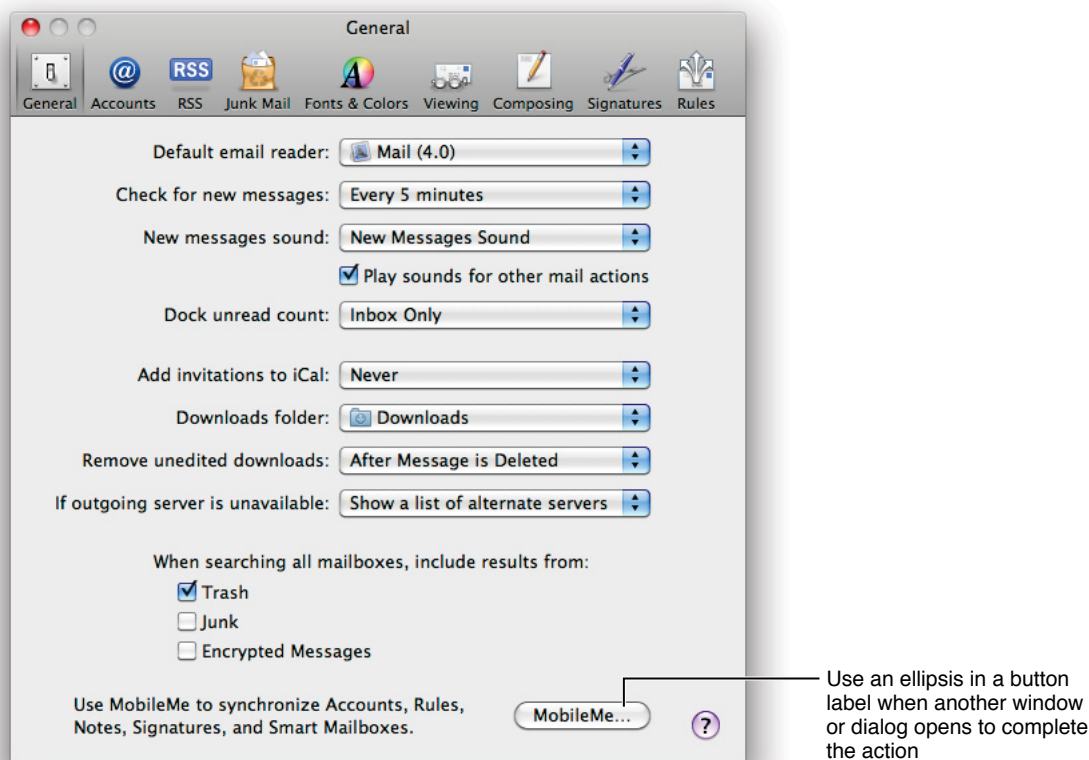 General
@
RSS
General Accounts RSS Junk Mail Fonts & Colors Viewing Composing Signatures Rules
Default email reader: Mail (4.0)
Check for new messages: Every 5 minutes
New messages sound: New Messages Sound
Play sounds for other mail actions
Dock unread count: Inbox Only
Add invitations to iCal: Never
Downloads folder: Downloads
Remove unedited downloads: After Message is Deleted
If outgoing server is unavailable: Show a list of alternate servers
When searching all mailboxes, include results from:
Trash
Junk
Encrypted Messages
Use MobileMe to synchronize Accounts, Rules,
Notes, Signatures, and Smart Mailboxes.
MobileMe...
?
Use an ellipsis in a button
label when another window
or dialog opens to complete
the action